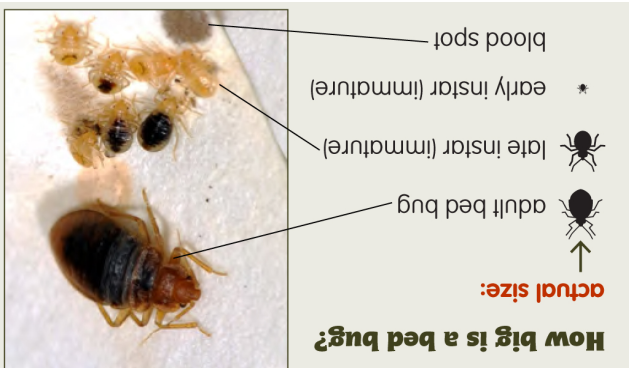 How big is a bed bug?
actual size:
adult bed bug
late instar (immature)
early instar (immature)
blood spot